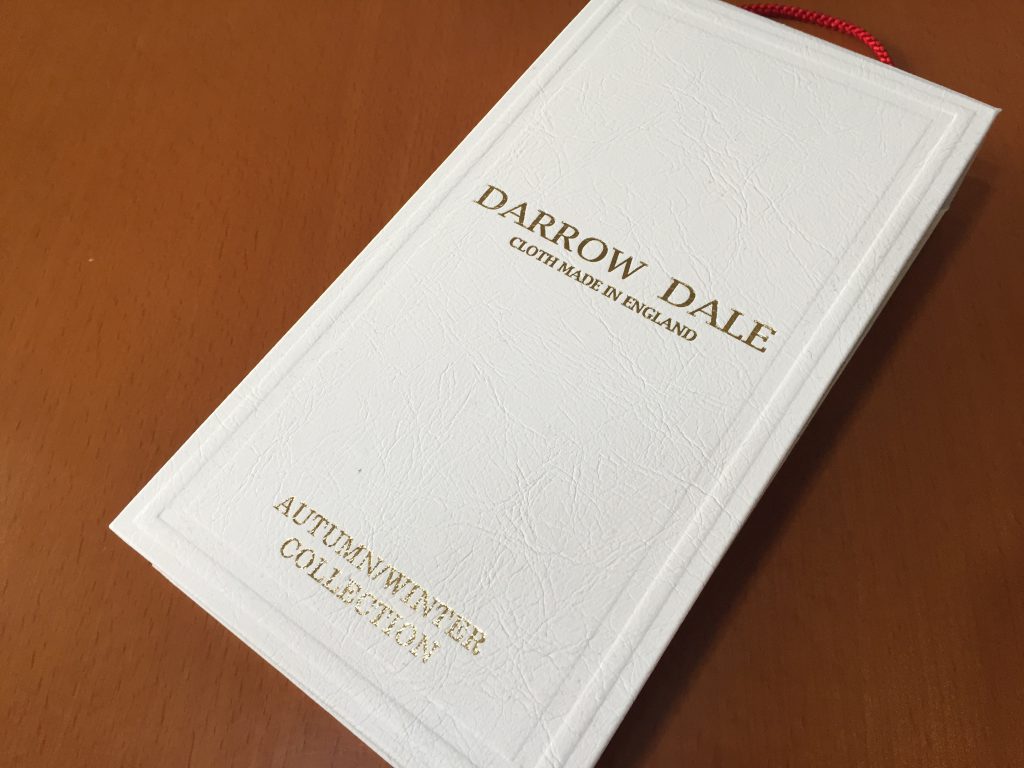 DARROW DALE
CLOTH MADE IN ENGLAND
AUTUMN/WINTER
COLLECTION